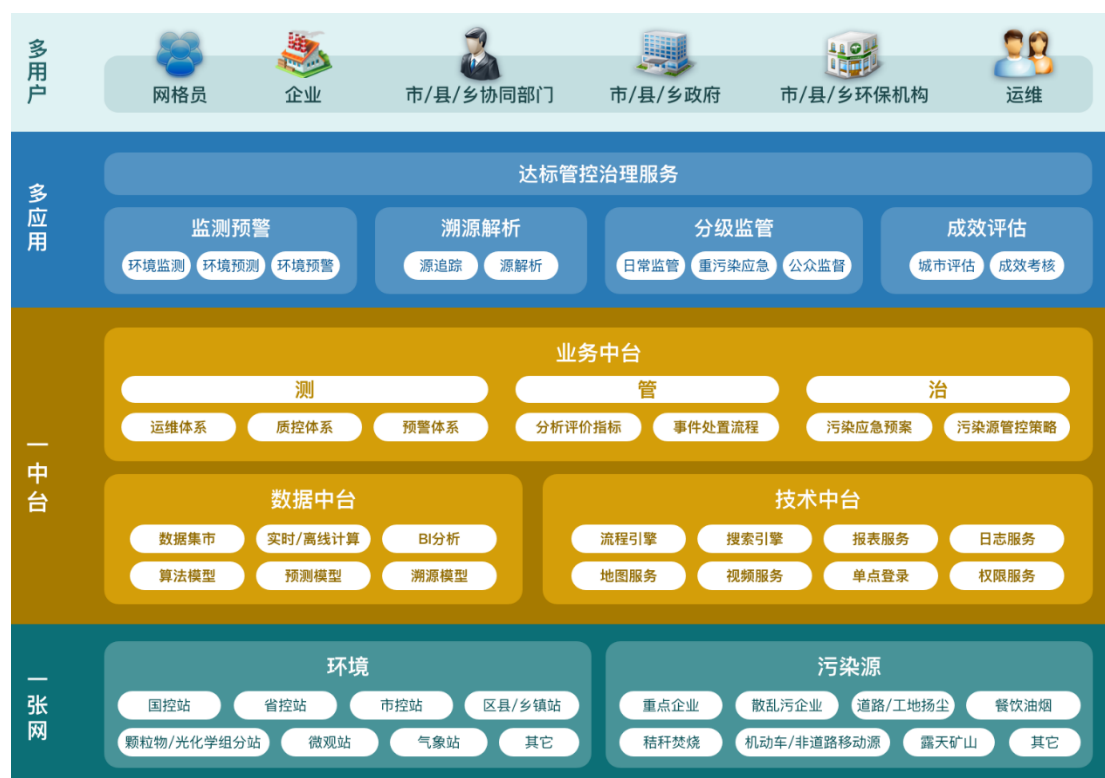 多用户
网格员 企业 市/县/乡协同部门 市/县/乡政府 市/县/乡环保机构 运维
多应用
达标管控治理服务
监测预警 溯源解析 分级监管 成效评估
环境监测 环境预测 环境预警 源追踪 源解析 日常监管 重污染应急 公众监督 城市评估 成效考核
一中台
业务中台
测 管 治
运维体系 质控体系 预警体系 分析评价指标 事件处置流程 污染应急预案 污染源管控策略
数据中台 技术中台
数据集市 实时/离线计算 BI分析 流程引擎 搜索引擎 报表服务 日志服务
算法模型 预测模型 溯源模型 地图服务 视频服务 单点登录 权限服务
一张网
环境 污染源
国控站 省控站 市控站 区县/乡镇站 重点企业 散乱污企业 道路/工地扬尘 餐饮油烟
颗粒物/光化学组分站 微观站 气象站 其它 秸秆焚烧 机动车/非道路移动源 露天矿山 其它